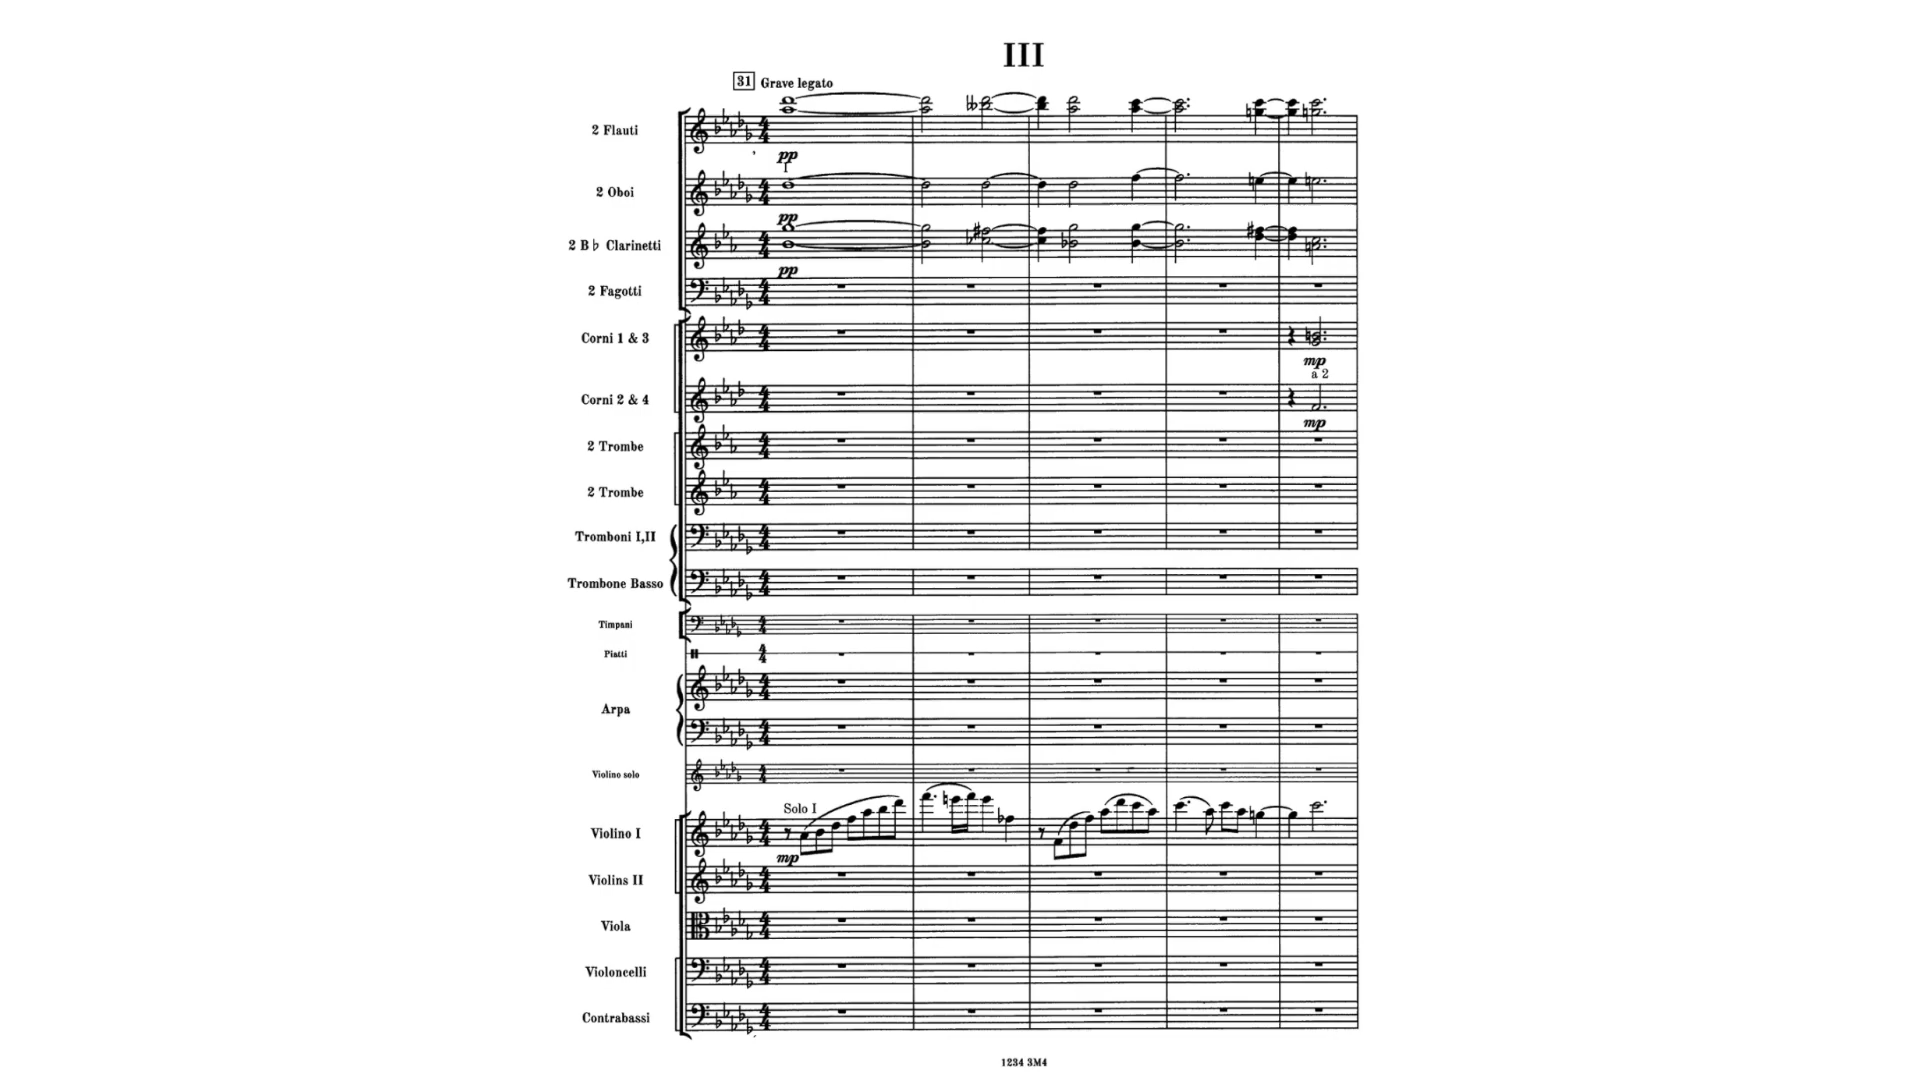 III
31 Grave legato
2 Flauti
pp
I
2 Oboi
pp
2 B♭ Clarinetti
pp
2 Fagotti
Corni 1 & 3
mp
a 2
Corni 2 & 4
mp
2 Trombe
2 Trombe
Tromboni I,II
Trombone Basso
Timpani
Piatti
Arpa
Violino solo
Solo I
Violino I
mp
Violins II
Viola
Violoncelli
Contrabassi
1234 3M4